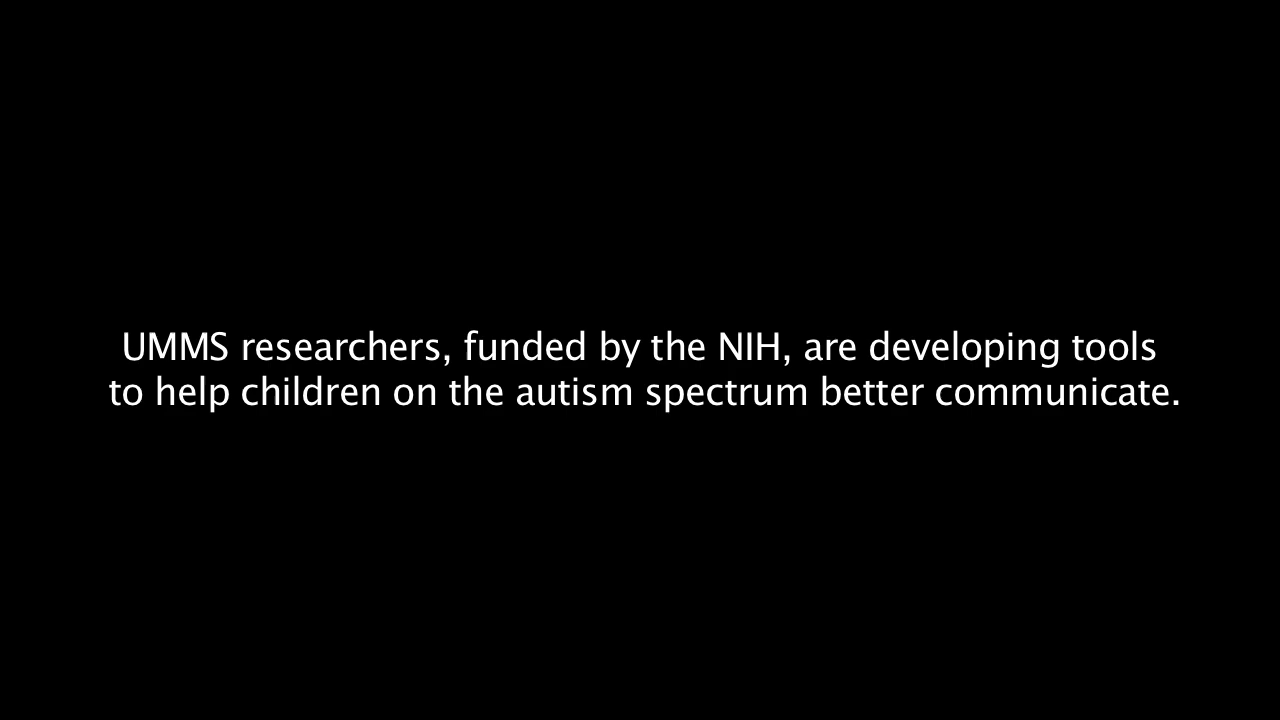 UMMS researchers, funded by the NIH, are developing tools
to help children on the autism spectrum better communicate.